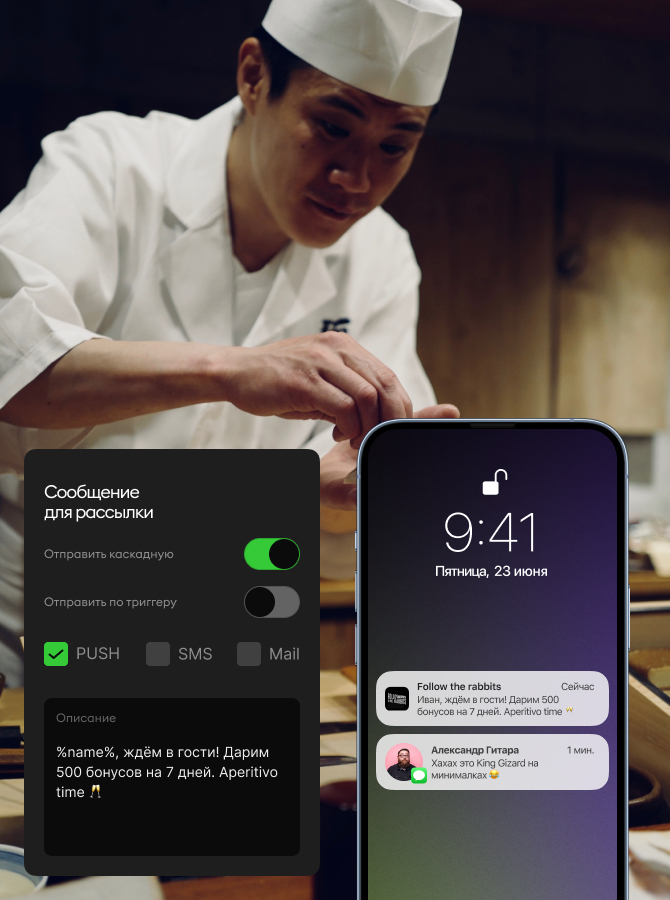 Сообщение
для рассылки
Отправить каскадную
Отправить по триггеру
PUSH SMS Mail
Описание
%name%, ждём в гости! Дарим
500 бонусов на 7 дней. Aperitivo
time 🥂
9:41
Пятница, 23 июня
Follow the rabbits Сейчас
Иван, ждём в гости! Дарим 500
бонусов на 7 дней. Aperitivo time 🥂
Александр Гитара 1 мин.
Хахах это King Gizard на
минималках 😂